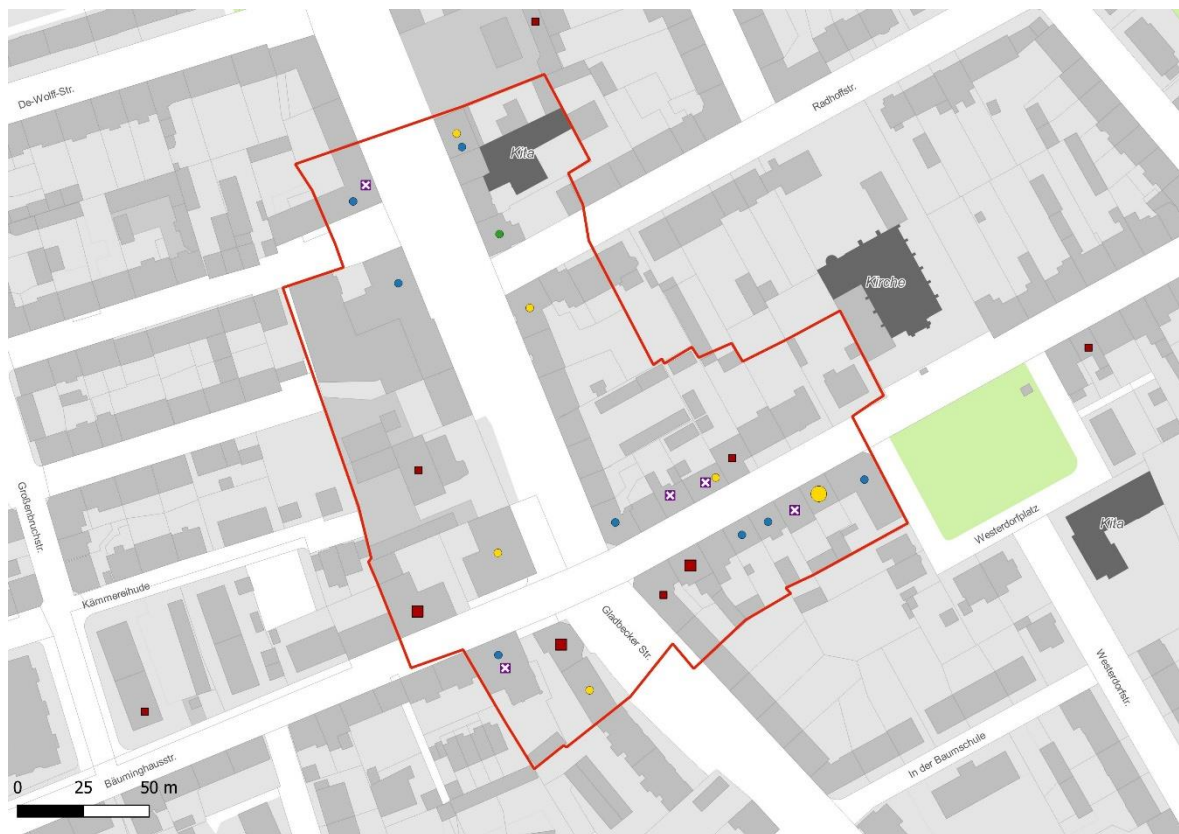 De-Wolff-Str.
Radhoffstr.
Kita
Kirche
Großenbruchstr.
Westerdorfplatz
Kita
Kämmereihude
Gladbecker Str.
Westerdorfstr.
Bäuminghausstr.
In der Baumschule
0 25 50 m